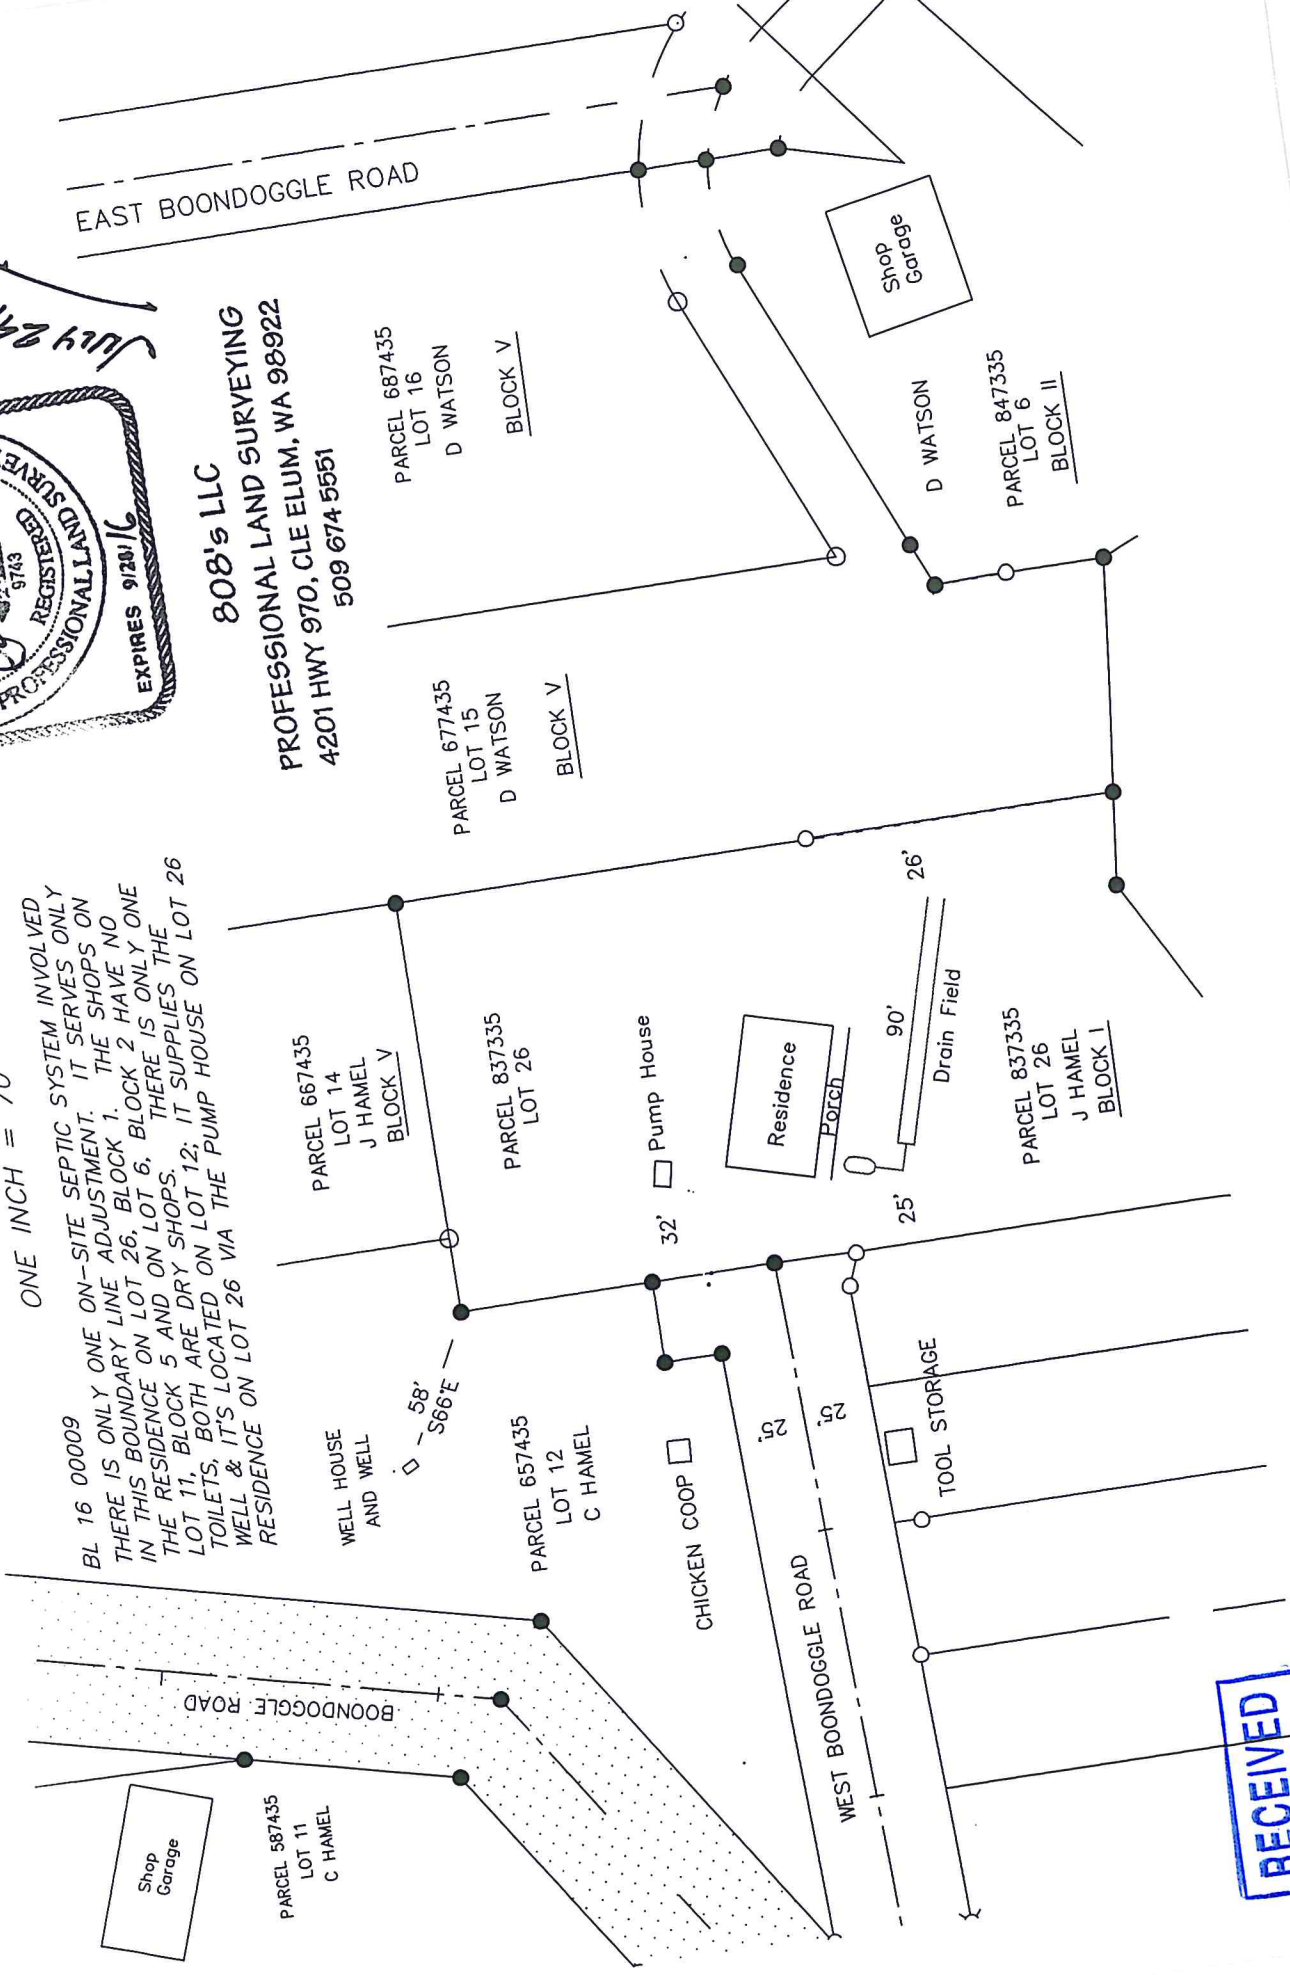 ONE INCH = 70
BL 16 00009
THERE IS ONLY ONE ON-SITE SEPTIC SYSTEM INVOLVED
IN THIS BOUNDARY LINE ADJUSTMENT. IT SERVES ONLY
THE RESIDENCE ON LOT 26, BLOCK 1. THE SHOPS ON
LOT 11, BLOCK 5 AND ON LOT 6, BLOCK 2 HAVE NO
TOILETS, BOTH ARE DRY SHOPS. THERE IS ONLY ONE
WELL & IT'S LOCATED ON LOT 12; IT SUPPLIES THE
RESIDENCE ON LOT 26 VIA THE PUMP HOUSE ON LOT 26
9743
REGISTERED
PROFESSIONAL LAND
EXPIRES 9/28/16
JULY
808's LLC
PROFESSIONAL LAND SURVEYING
4201 HWY 970, CLE ELUM, WA 98922
509 674 5551
EAST BOONDOGGLE ROAD
PARCEL 687435
LOT 16
D WATSON
BLOCK V
PARCEL 677435
LOT 15
D WATSON
BLOCK V
Shop
Garage
D WATSON
PARCEL 847335
LOT 6
BLOCK II
PARCEL 667435
LOT 14
J HAMEL
BLOCK V
PARCEL 837335
LOT 26
Pump House
32'
Residence
Porch
90'
26'
25'
Drain Field
PARCEL 837335
LOT 26
J HAMEL
BLOCK I
WELL HOUSE
AND WELL
58'
S66°E
PARCEL 657435
LOT 12
C HAMEL
CHICKEN COOP
25'
25'
WEST BOONDOGGLE ROAD
TOOL STORAGE
BOONDOGGLE ROAD
Shop
Garage
PARCEL 587435
LOT 11
C HAMEL
RECEIVED